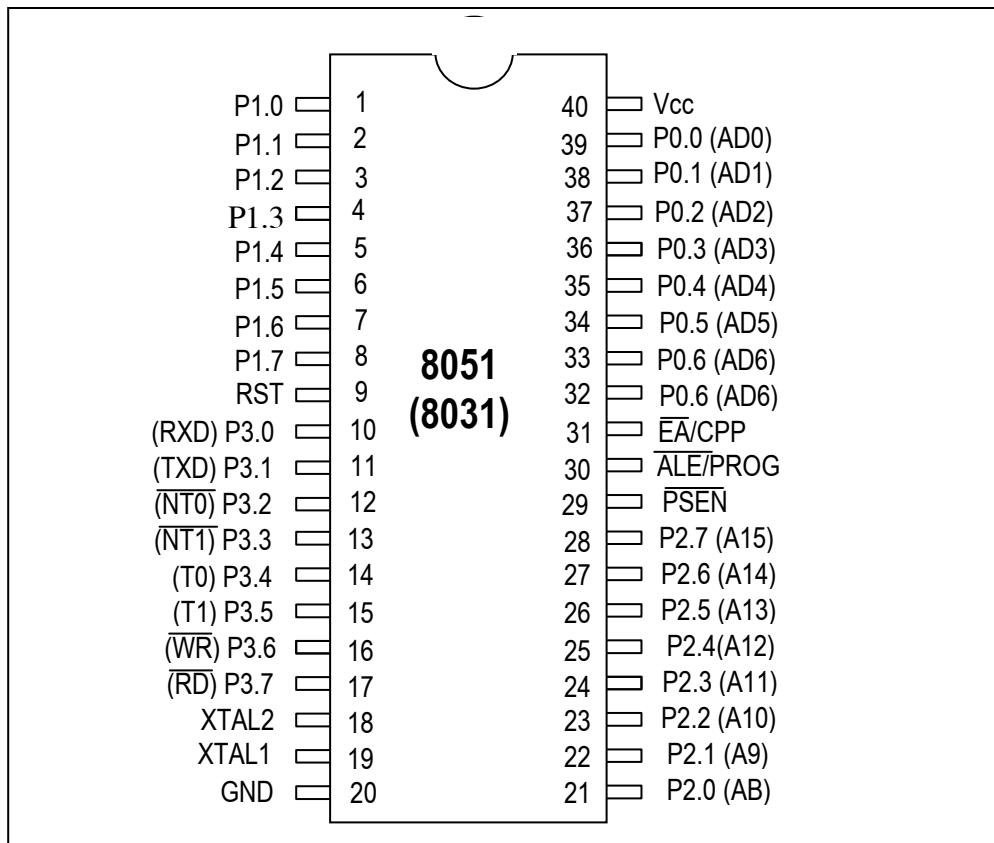 P1.0 1 40 Vcc
P1.1 2 39 P0.0 (AD0)
P1.2 3 38 P0.1 (AD1)
P1.3 4 37 P0.2 (AD2)
P1.4 5 36 P0.3 (AD3)
P1.5 6 35 P0.4 (AD4)
P1.6 7 34 P0.5 (AD5)
P1.7 8 33 P0.6 (AD6)
RST 9 32 P0.6 (AD6)
8051
(8031)
(RXD) P3.0 10 31 E̅A̅/CPP
(TXD) P3.1 11 30 A̅L̅E̅/PROG
(N̅T̅0̅) P3.2 12 29 P̅S̅E̅N̅
(N̅T̅1̅) P3.3 13 28 P2.7 (A15)
(T0) P3.4 14 27 P2.6 (A14)
(T1) P3.5 15 26 P2.5 (A13)
(W̅R̅) P3.6 16 25 P2.4(A12)
(R̅D̅) P3.7 17 24 P2.3 (A11)
XTAL2 18 23 P2.2 (A10)
XTAL1 19 22 P2.1 (A9)
GND 20 21 P2.0 (AB)